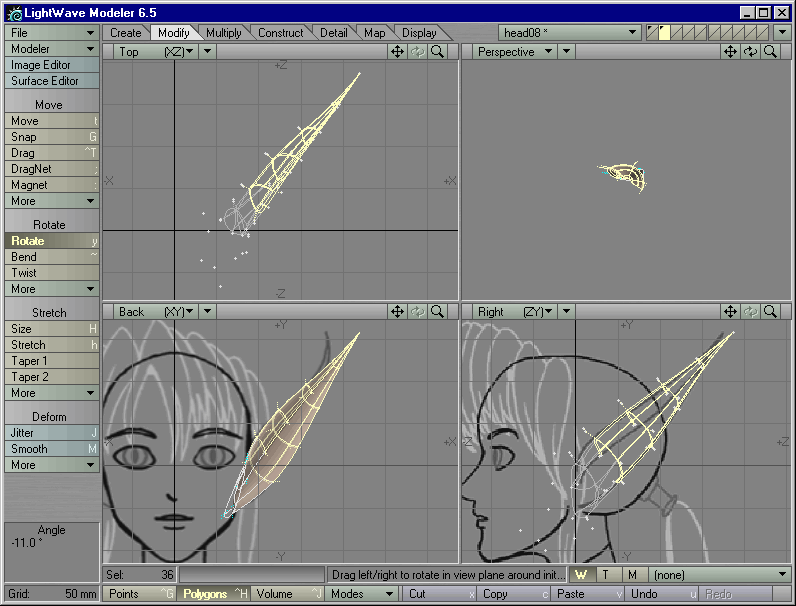 LightWave Modeler 6.5
File
Modeler
Image Editor
Surface Editor
Move
Move t
Snap G
Drag ^T
DragNet ;
Magnet :
More
Rotate
Rotate y
Bend ~
Twist
More
Stretch
Size H
Stretch h
Taper 1
Taper 2
More
Deform
Jitter J
Smooth M
More
Angle
-11.0 °
Grid: 50 mm
Create Modify Multiply Construct Detail Map Display head08 *
Top (XZ)
+Z
-X
+X
-Z
Perspective
Back (XY)
+Y
-X
+X
-Y
Right (ZY)
+Y
-Z
+Z
-Y
Sel: 36 Drag left/right to rotate in view plane around init... W T M (none)
Points ^G Polygons ^H Volume ^J Modes Cut x Copy c Paste v Undo u Redo